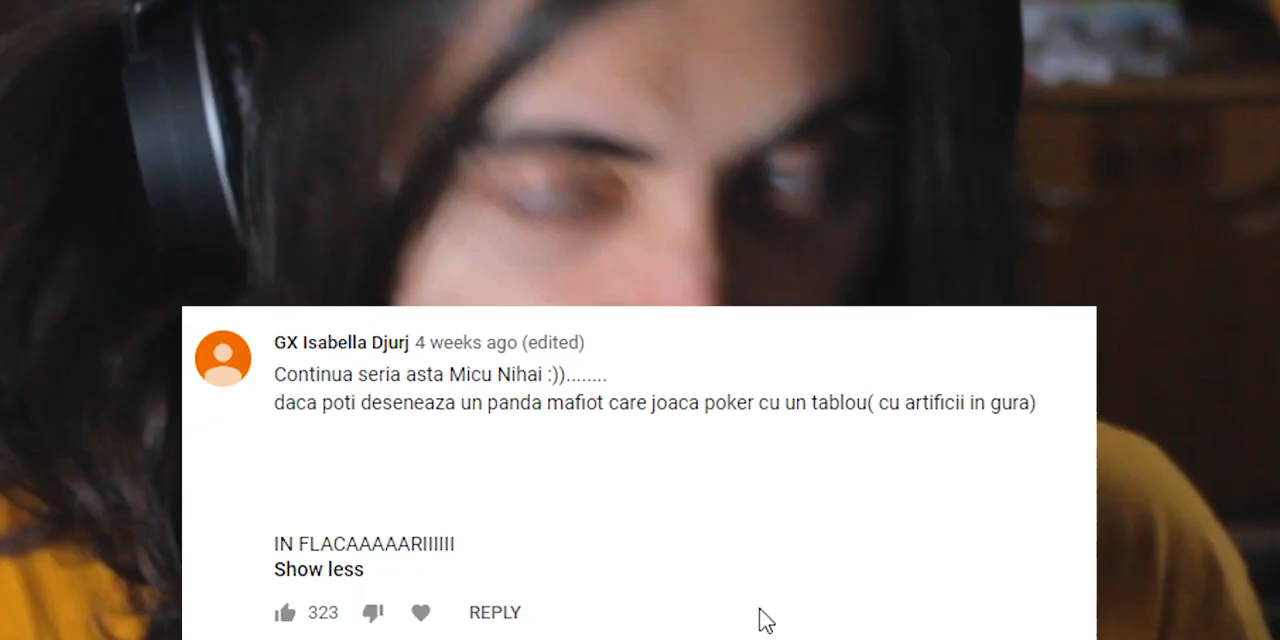 GX Isabella Djurj 4 weeks ago (edited)
Continua seria asta Micu Nihai :))........
daca poti deseneaza un panda mafiot care joaca poker cu un tablou( cu artificii in gura)
IN FLACAAAAARIIIIII
Show less
323 REPLY